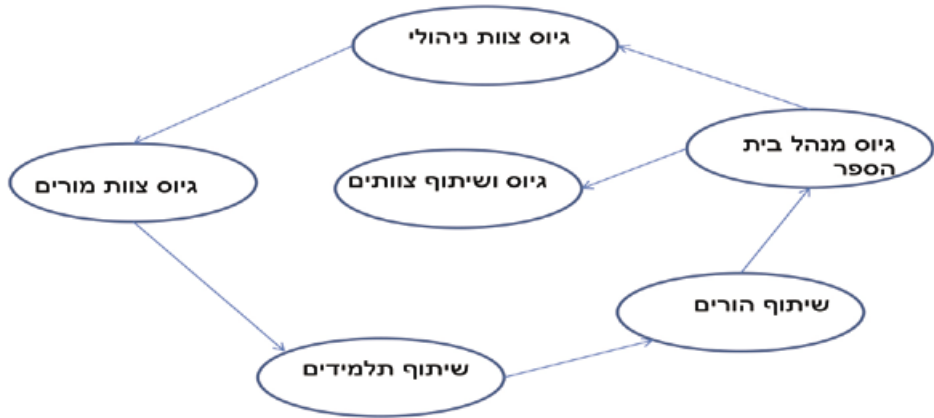 גיוס צוות ניהולי
גיוס מנהל בית
הספר
גיוס ושיתוף צוותים
גיוס צוות מורים
שיתוף הורים
שיתוף תלמידים